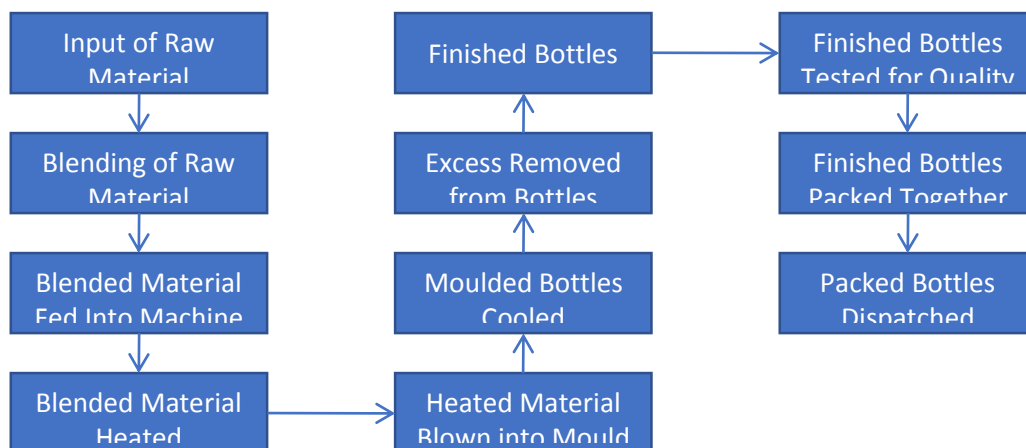 Input of Raw
Material
Blending of Raw
Material
Blended Material
Fed Into Machine
Blended Material
Heated
Heated Material
Blown into Mould
Moulded Bottles
Cooled
Excess Removed
from Bottles
Finished Bottles
Finished Bottles
Tested for Quality
Finished Bottles
Packed Together
Packed Bottles
Dispatched